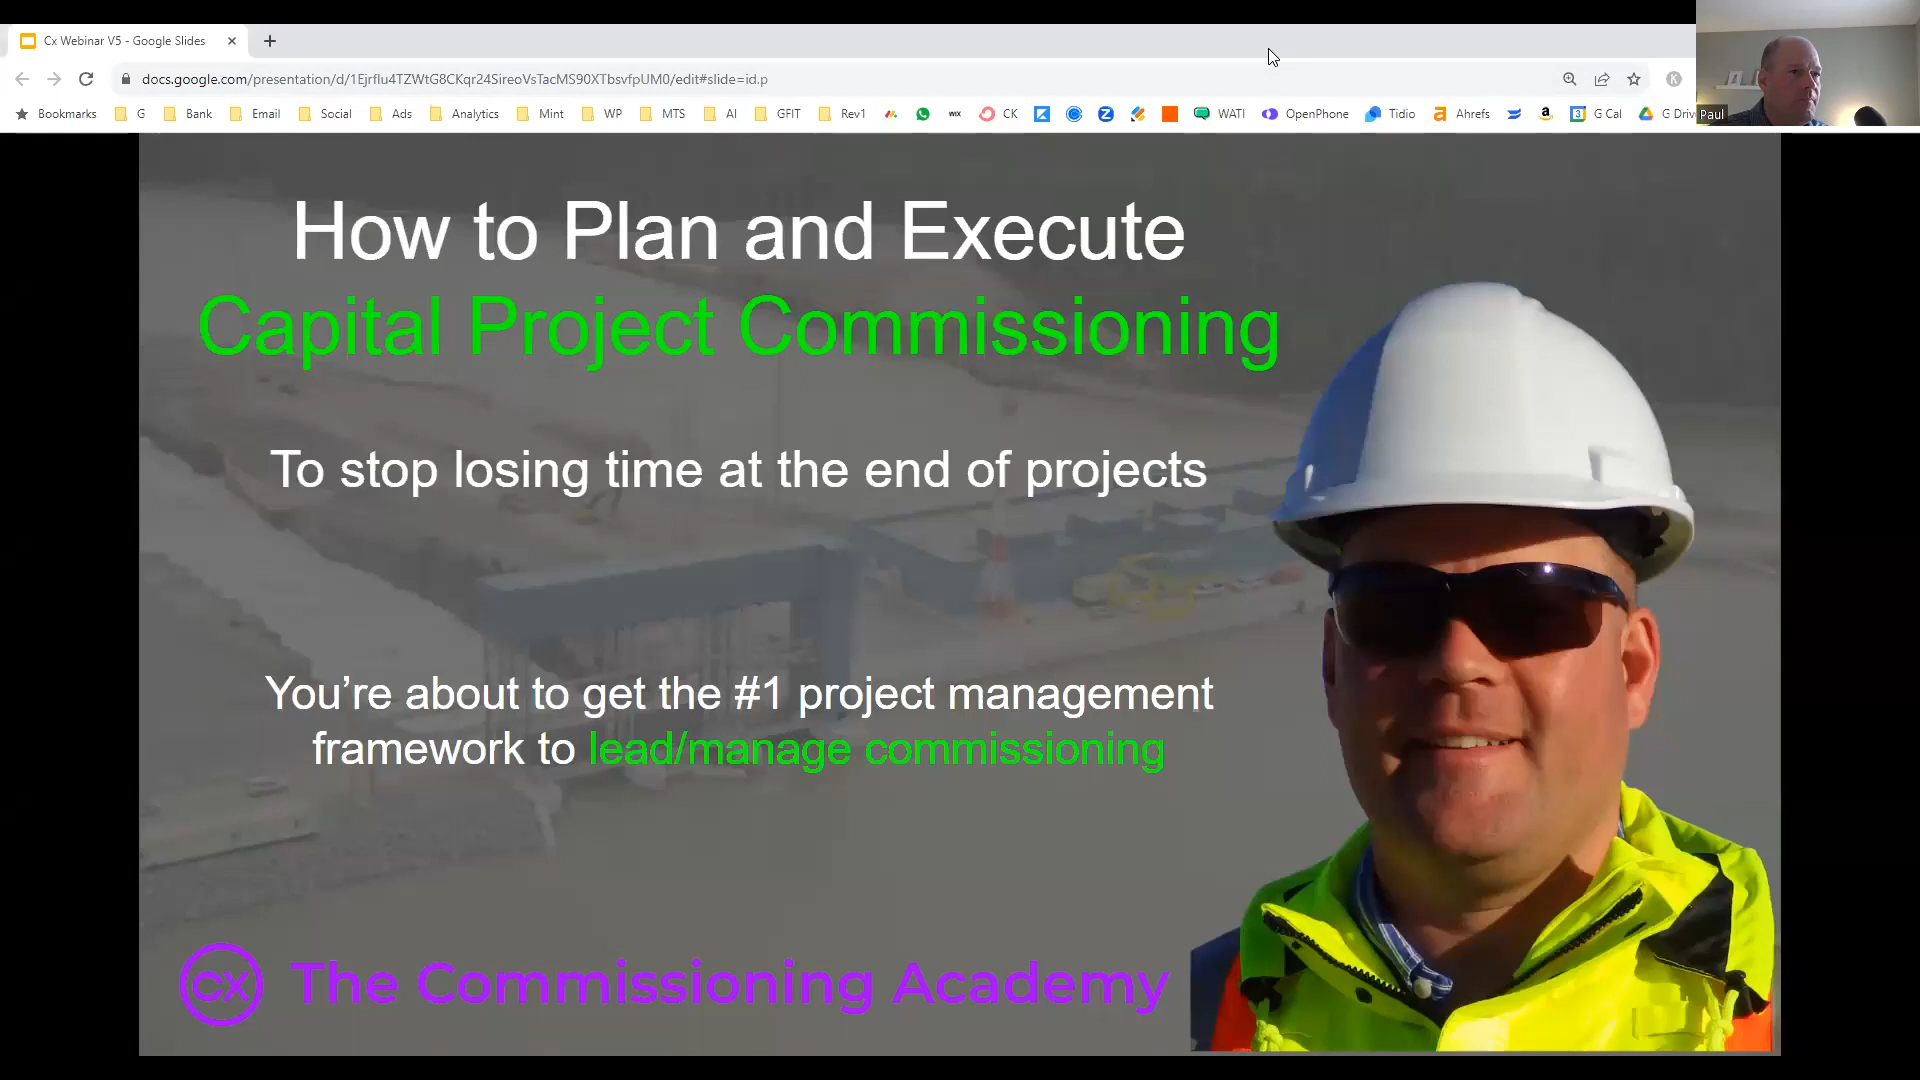 Cx Webinar V5 - Google Slides
docs.google.com/presentation/d/1Ejrflu4TZWtG8CKqr24SireoVsTacMS90XTbsvfpUM0/edit#slide=id.p
K
Bookmarks G Bank Email Social Ads Analytics Mint WP MTS AI GFIT Rev1 WIX CK WATI OpenPhone Tidio Ahrefs G Cal G Driv
Paul
How to Plan and Execute
Capital Project Commissioning
To stop losing time at the end of projects
You’re about to get the #1 project management
framework to lead/manage commissioning
CX The Commissioning Academy